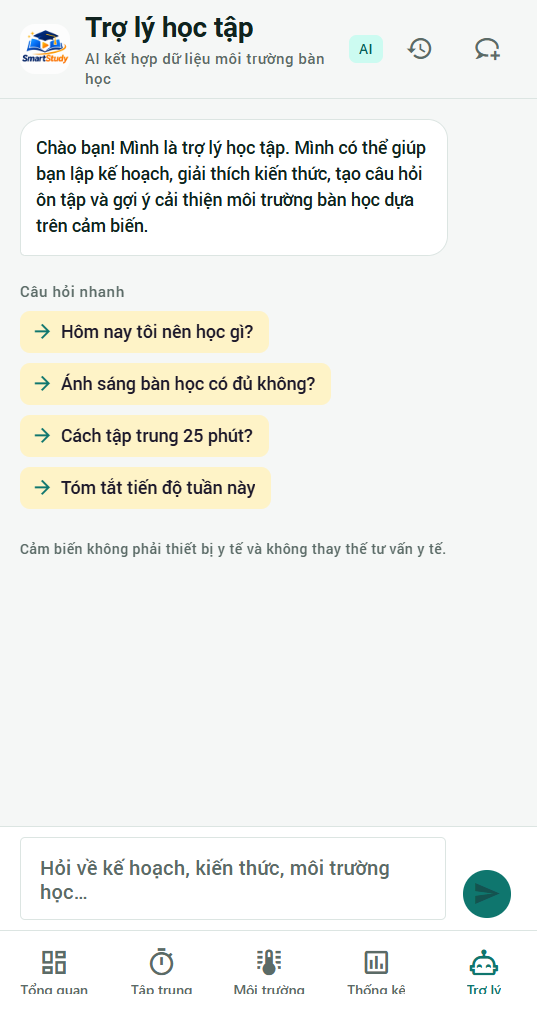 SmartStudy
Trợ lý học tập
AI kết hợp dữ liệu môi trường bàn
học
AI
Chào bạn! Mình là trợ lý học tập. Mình có thể giúp
bạn lập kế hoạch, giải thích kiến thức, tạo câu hỏi
ôn tập và gợi ý cải thiện môi trường bàn học dựa
trên cảm biến.
Câu hỏi nhanh
Hôm nay tôi nên học gì?
Ánh sáng bàn học có đủ không?
Cách tập trung 25 phút?
Tóm tắt tiến độ tuần này
Cảm biến không phải thiết bị y tế và không thay thế tư vấn y tế.
Hỏi về kế hoạch, kiến thức, môi trường
học...
Tổng quan
Tập trung
Môi trường
Thống kê
Trợ lý